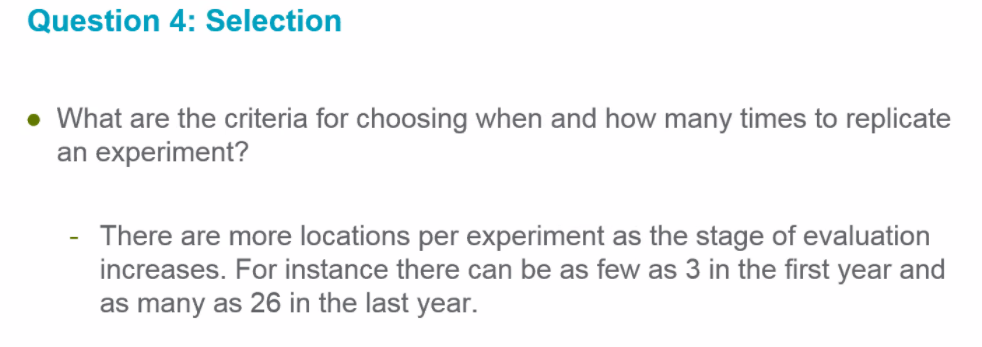 Question 4: Selection
● What are the criteria for choosing when and how many times to replicate
an experiment?
- There are more locations per experiment as the stage of evaluation
increases. For instance there can be as few as 3 in the first year and
as many as 26 in the last year.